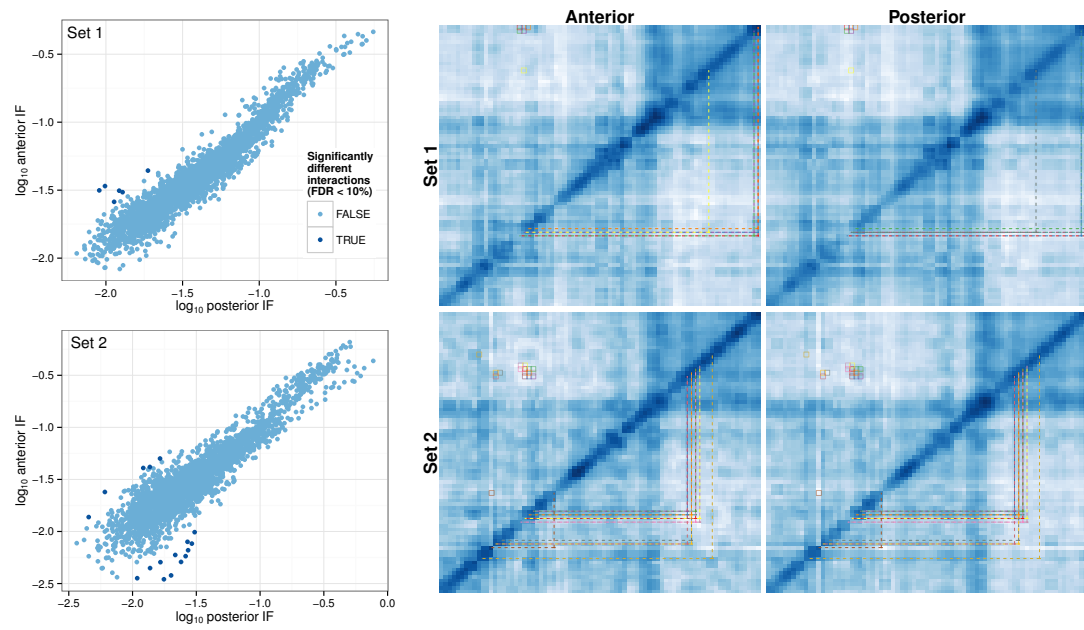 Set 1
−0.5
−1.0
−1.5
−2.0
log10 anterior IF
−2.0
−1.5
−1.0
−0.5
log10 posterior IF
Significantly
different
interactions
(FDR < 10%)
FALSE
TRUE
Set 2
−0.5
−1.0
−1.5
−2.0
−2.5
log10 anterior IF
−2.5
−2.0
−1.5
−1.0
−0.5
0.0
log10 posterior IF
Anterior
Posterior
Set 1
Set 2